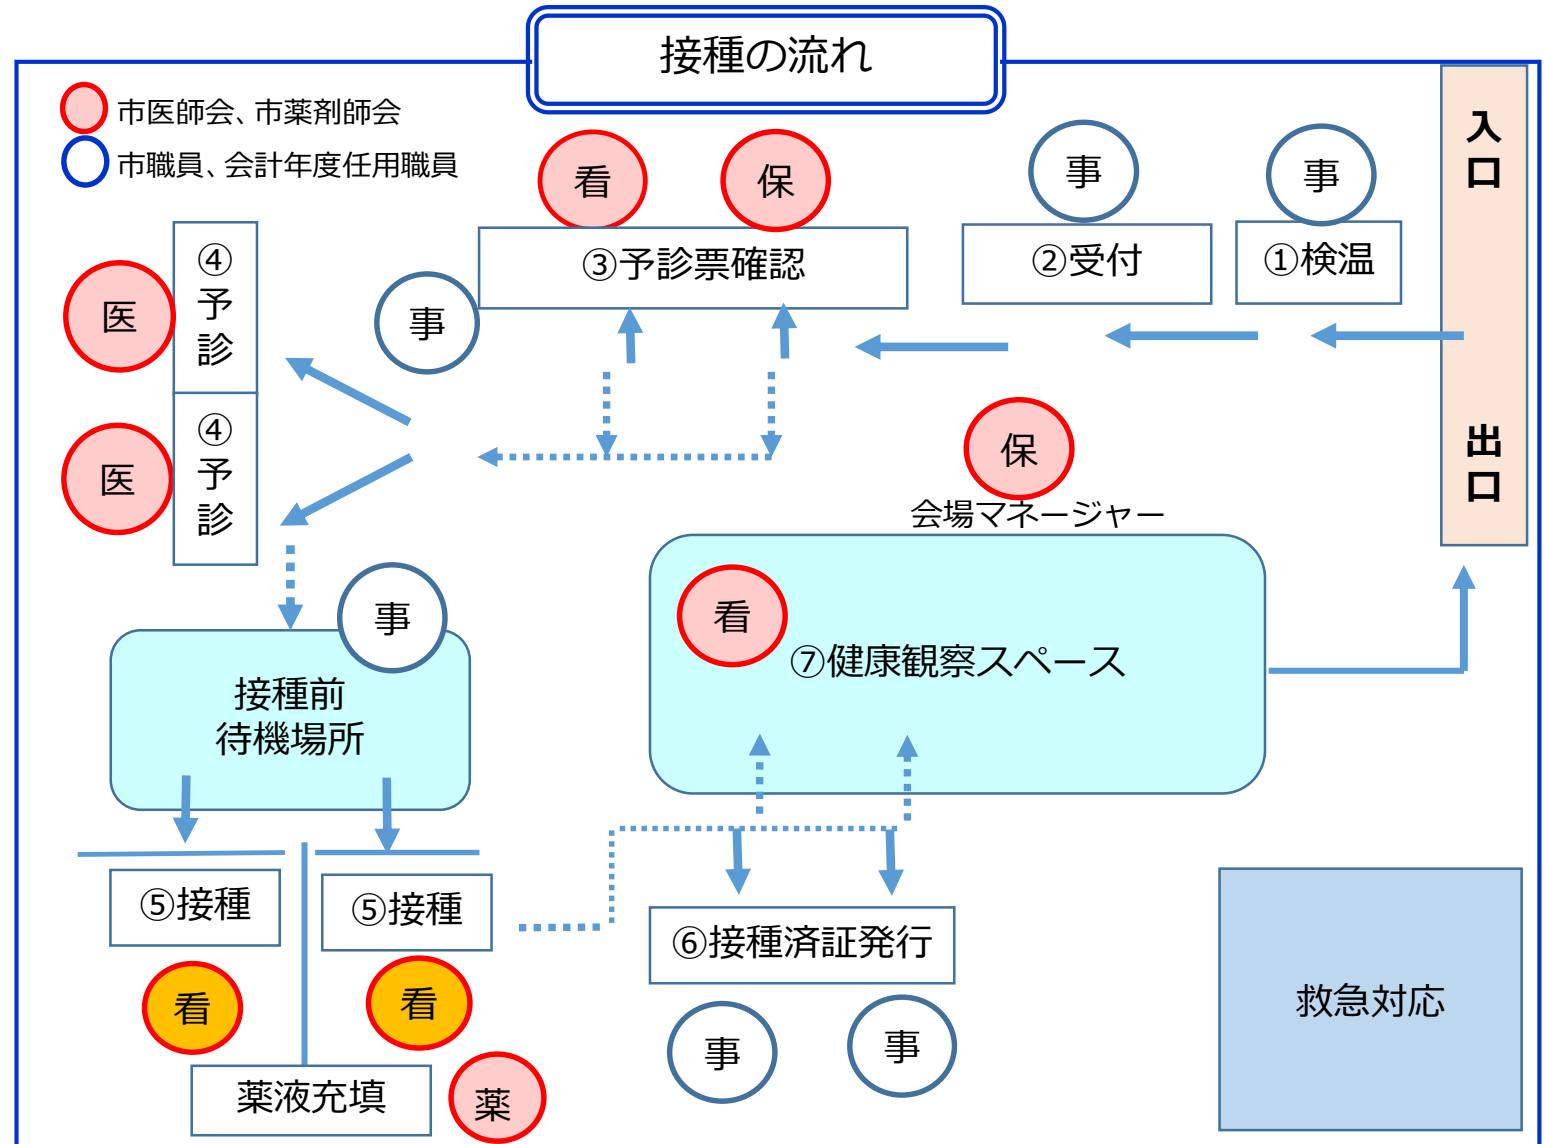 接種の流れ
市医師会、市薬剤師会
市職員、会計年度任用職員
入口
出口
事
①検温
事
②受付
看
保
③予診票確認
事
医
④予診
医
④予診
事
接種前
待機場所
⑤接種
⑤接種
看
看
薬液充填
薬
⑥接種済証発行
事
事
保
会場マネージャー
看
⑦健康観察スペース
救急対応